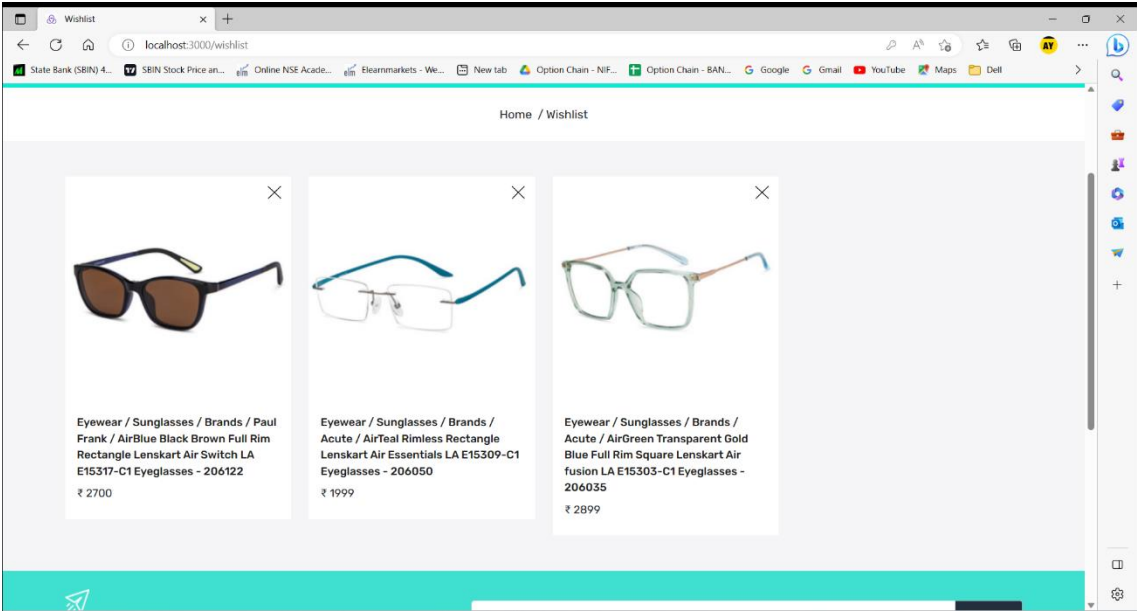 Wishlist
localhost:3000/wishlist
AY
State Bank (SBIN) 4...
SBIN Stock Price an...
Online NSE Acade...
Elearnmarkets - We...
New tab
Option Chain - NIF...
Option Chain - BAN...
Google
Gmail
YouTube
Maps
Dell
Home / Wishlist
Eyewear / Sunglasses / Brands / Paul
Frank / AirBlue Black Brown Full Rim
Rectangle Lenskart Air Switch LA
E15317-C1 Eyeglasses - 206122
₹ 2700
Eyewear / Sunglasses / Brands /
Acute / AirTeal Rimless Rectangle
Lenskart Air Essentials LA E15309-C1
Eyeglasses - 206050
₹ 1999
Eyewear / Sunglasses / Brands /
Acute / AirGreen Transparent Gold
Blue Full Rim Square Lenskart Air
fusion LA E15303-C1 Eyeglasses -
206035
₹ 2899